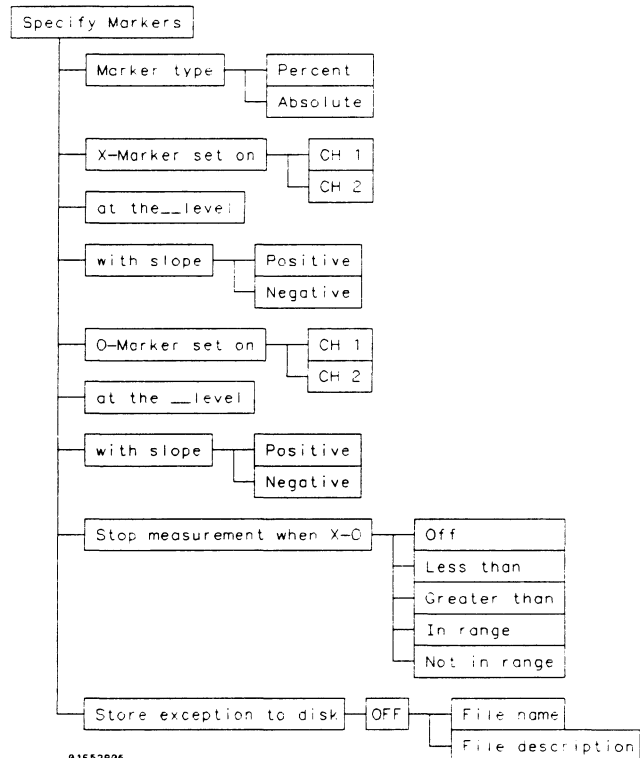 Specify Markers
Marker type
Percent
Absolute
X-Marker set on
CH 1
CH 2
at the__level
with slope
Positive
Negative
O-Marker set on
CH 1
CH 2
at the __level
with slope
Positive
Negative
Stop measurement when X-O
Off
Less than
Greater than
In range
Not in range
Store exception to disk
OFF
File name
File description
01652B06